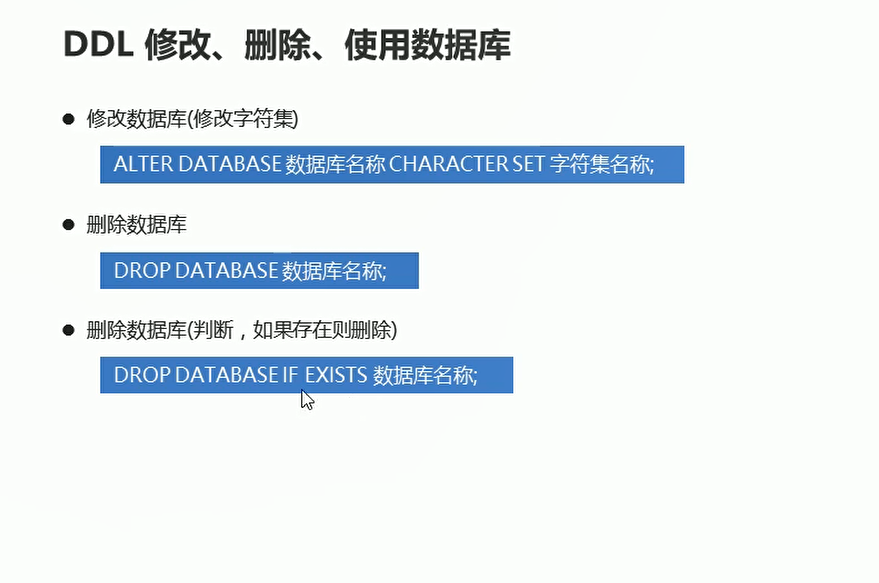 DDL 修改、删除、使用数据库
修改数据库(修改字符集)
ALTER DATABASE 数据库名称 CHARACTER SET 字符集名称;
删除数据库
DROP DATABASE 数据库名称;
删除数据库(判断，如果存在则删除)
DROP DATABASE IF EXISTS 数据库名称;